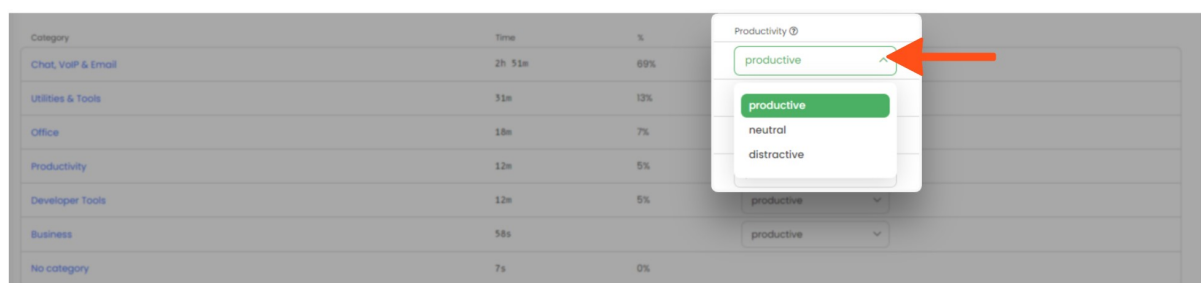 Category Time % Productivity ?
Chat, VoIP & Email 2h 51m 69% productive
Utilities & Tools 31m 13% productive
Office 18m 7% neutral
Productivity 12m 5% distractive
Developer Tools 12m 5% productive
Business 58s productive
No category 7s 0%